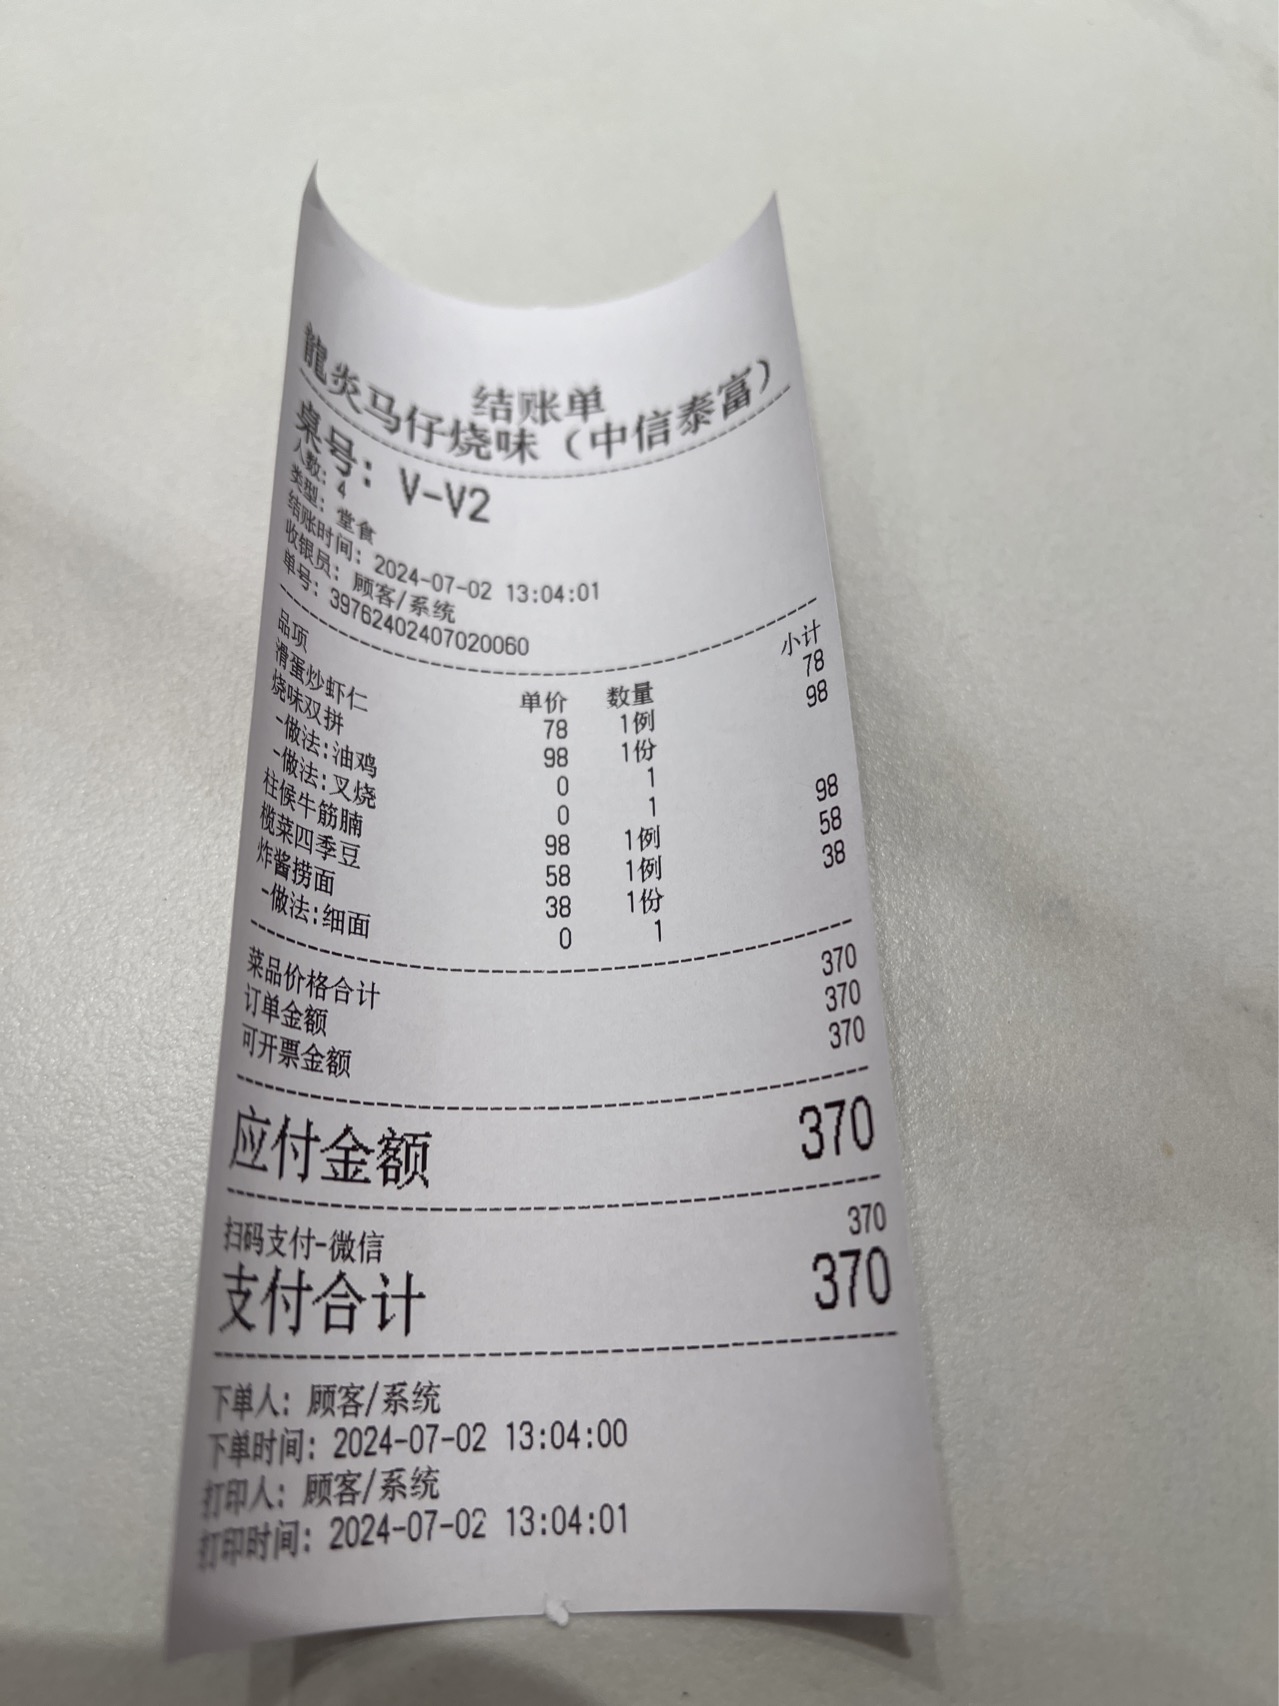 结账单
龍炎马仔烧味（中信泰富）
桌号：V-V2
人数：4
类型：堂食
结账时间：2024-07-02 13:04:01
收银员：顾客/系统
单号：39762402407020060
品项 单价 数量 小计
滑蛋炒虾仁 78 1例 78
烧味双拼 98 1份 98
-做法:油鸡 0 1
-做法:叉烧 0 1
柱候牛筋腩 98 1例 98
榄菜四季豆 58 1例 58
炸酱捞面 38 1份 38
-做法:细面 0 1
菜品价格合计 370
订单金额 370
可开票金额 370
应付金额 370
扫码支付-微信 370
支付合计 370
下单人：顾客/系统
下单时间：2024-07-02 13:04:00
打印人：顾客/系统
打印时间：2024-07-02 13:04:01